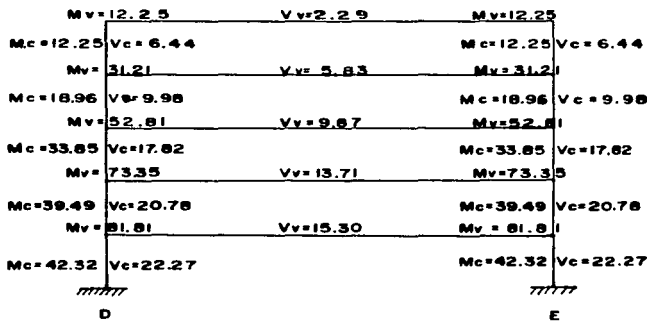 Mv=12.25 Vv=2.29 Mv=12.25
Mc=12.25 Vc=6.44 Mc=12.25 Vc=6.44
Mv= 31.21 Vv= 5.83 Mv=31.21
Mc=18.96 Vc=9.98 Mc=18.96 Vc=9.98
Mv=52.81 Vv=9.87 Mv=52.81
Mc=33.85 Vc=17.82 Mc=33.85 Vc=17.82
Mv= 73.35 Vv=13.71 Mv=73.35
Mc=39.49 Vc=20.78 Mc=39.49 Vc=20.78
Mv= 81.81 Vv=15.30 Mv= 81.81
Mc=42.32 Vc=22.27 Mc=42.32 Vc=22.27
D E